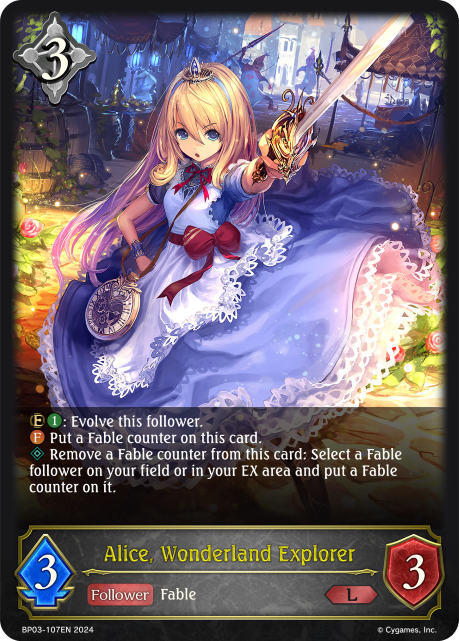 3
E 1 : Evolve this follower.
F Put a Fable counter on this card.
Remove a Fable counter from this card: Select a Fable
follower on your field or in your EX area and put a Fable
counter on it.
Alice, Wonderland Explorer
3
Follower Fable
L
3
BP03-107EN 2024
© Cygames, Inc.